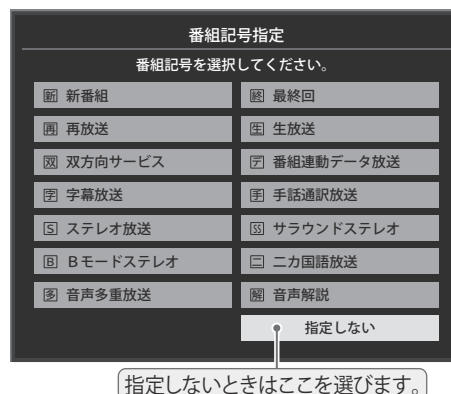 番組記号指定
番組記号を選択してください。
新 新番組
終 最終回
再 再放送
生 生放送
双 双方向サービス
デ 番組連動データ放送
字 字幕放送
手 手話通訳放送
S ステレオ放送
SS サラウンドステレオ
B Bモードステレオ
二 二カ国語放送
多 音声多重放送
解 音声解説
指定しない
指定しないときはここを選びます。